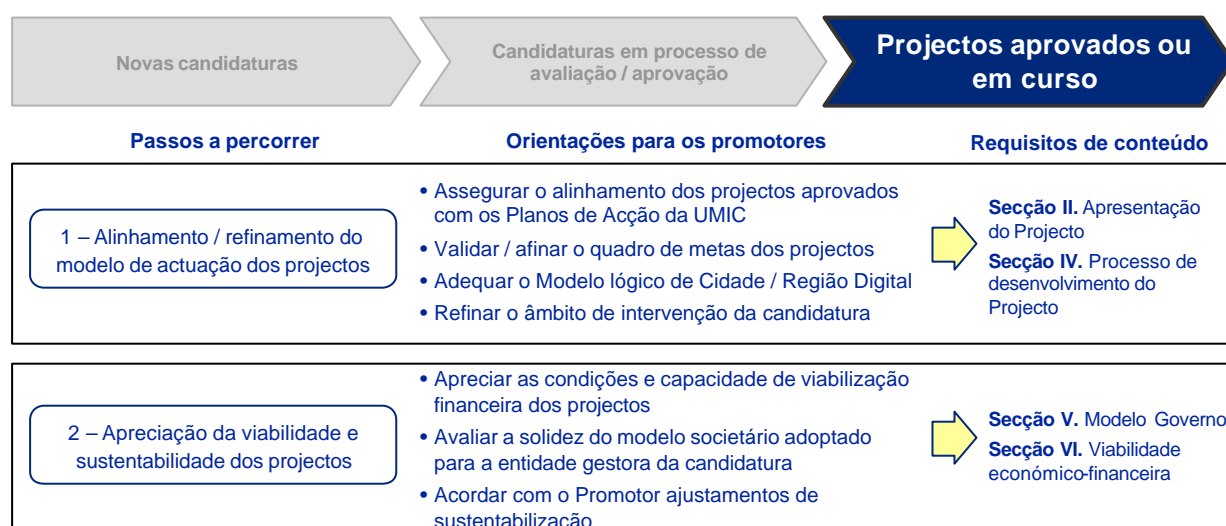 Novas candidaturas
Candidaturas em processo de
avaliação / aprovação
Projectos aprovados ou
em curso
Passos a percorrer
Orientações para os promotores
Requisitos de conteúdo
1 – Alinhamento / refinamento do
modelo de actuação dos projectos
• Assegurar o alinhamento dos projectos aprovados
com os Planos de Acção da UMIC
• Validar / afinar o quadro de metas dos projectos
• Adequar o Modelo lógico de Cidade / Região Digital
• Refinar o âmbito de intervenção da candidatura
Secção II. Apresentação
do Projecto
Secção IV. Processo de
desenvolvimento do
Projecto
2 – Apreciação da viabilidade e
sustentabilidade dos projectos
• Apreciar as condições e capacidade de viabilização
financeira dos projectos
• Avaliar a solidez do modelo societário adoptado
para a entidade gestora da candidatura
• Acordar com o Promotor ajustamentos de
sustentabilização
Secção V. Modelo Governo
Secção VI. Viabilidade
económico-financeira